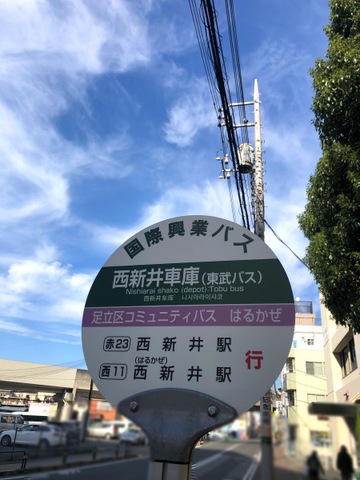 国際興業バス
西新井車庫(東武バス)
Nishiarai shako (depot):Tobu bus
西新井车库 니시아라이샤코
足立区コミュニティバス はるかぜ
赤23 西新井駅
(はるかぜ)
西11 西新井駅
行